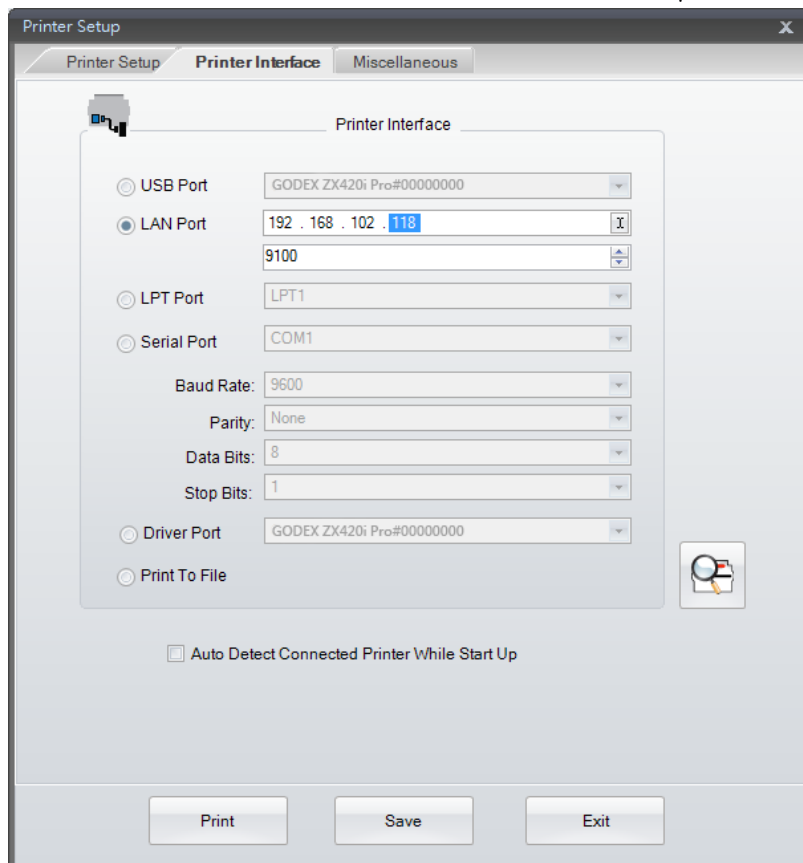 Printer Setup x
Printer Setup Printer Interface Miscellaneous
Printer Interface
USB Port GODEX ZX420i Pro#00000000
LAN Port 192 . 168 . 102 . 118
9100
LPT Port LPT1
Serial Port COM1
Baud Rate: 9600
Parity: None
Data Bits: 8
Stop Bits: 1
Driver Port GODEX ZX420i Pro#00000000
Print To File
Auto Detect Connected Printer While Start Up
Print Save Exit